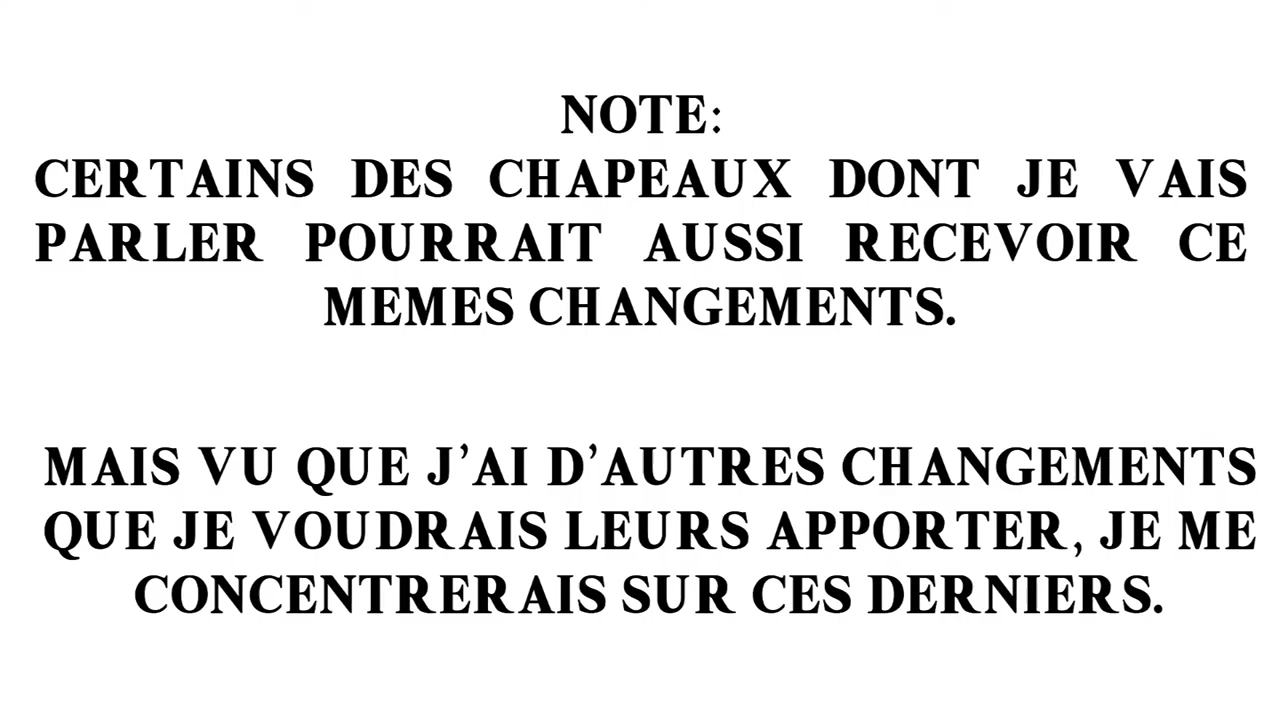 NOTE:
CERTAINS DES CHAPEAUX DONT JE VAIS
PARLER POURRAIT AUSSI RECEVOIR CE
MEMES CHANGEMENTS.
MAIS VU QUE J'AI D'AUTRES CHANGEMENTS
QUE JE VOUDRAIS LEURS APPORTER, JE ME
CONCENTRERAIS SUR CES DERNIERS.